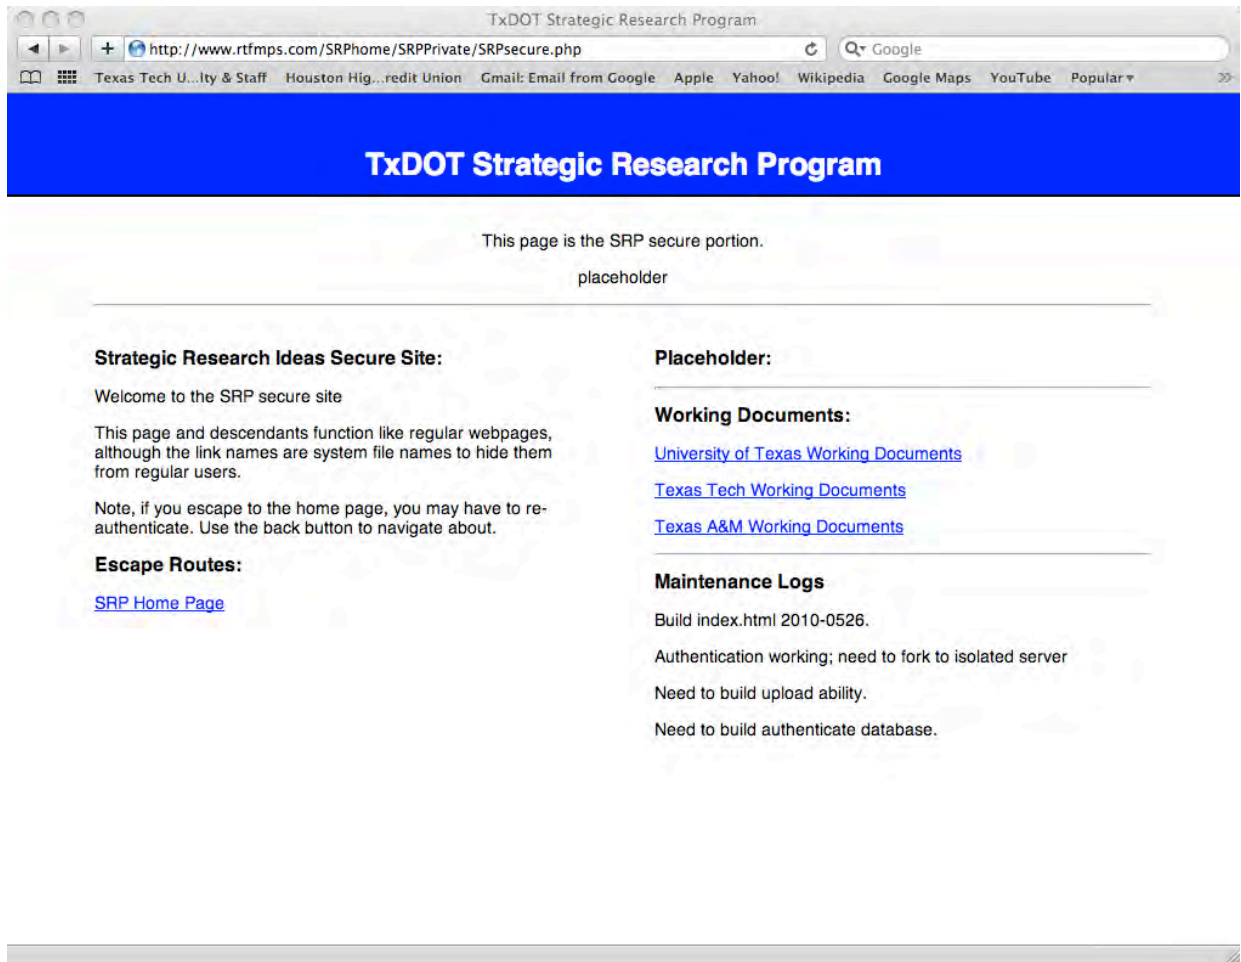 TxDOT Strategic Research Program
http://www.rtfmps.com/SRPhome/SRPPrivate/SRPsecure.php
Google
Texas Tech U...lty & Staff Houston Hig...redit Union Gmail: Email from Google Apple Yahoo! Wikipedia Google Maps YouTube Popular
TxDOT Strategic Research Program
This page is the SRP secure portion.
placeholder
Strategic Research Ideas Secure Site:
Welcome to the SRP secure site
This page and descendants function like regular webpages,
although the link names are system file names to hide them
from regular users.
Note, if you escape to the home page, you may have to re-
authenticate. Use the back button to navigate about.
Escape Routes:
SRP Home Page
Placeholder:
Working Documents:
University of Texas Working Documents
Texas Tech Working Documents
Texas A&M Working Documents
Maintenance Logs
Build index.html 2010-0526.
Authentication working; need to fork to isolated server
Need to build upload ability.
Need to build authenticate database.